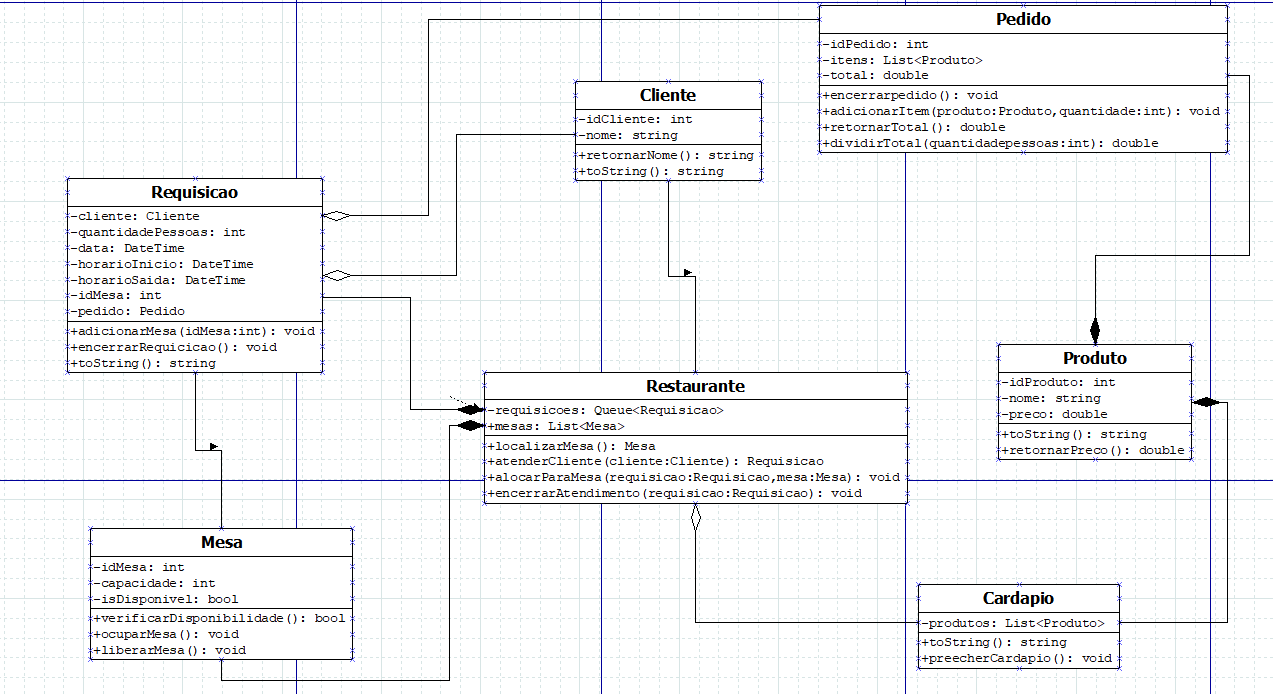 Pedido
-idPedido: int
-itens: List<Produto>
-total: double
+encerrarpedido(): void
+adicionarItem(produto:Produto,quantidade:int): void
+retornarTotal(): double
+dividirTotal(quantidadepessoas:int): double
Cliente
-idCliente: int
-nome: string
+retornarNome(): string
+toString(): string
Requisicao
-cliente: Cliente
-quantidadePessoas: int
-data: DateTime
-horarioInicio: DateTime
-horarioSaida: DateTime
-idMesa: int
-pedido: Pedido
+adicionarMesa(idMesa:int): void
+encerrarRequicicao(): void
+toString(): string
Produto
-idProduto: int
-nome: string
-preco: double
+toString(): string
+retornarPreco(): double
Restaurante
-requisicoes: Queue<Requisicao>
+mesas: List<Mesa>
+localizarMesa(): Mesa
+atenderCliente(cliente:Cliente): Requisicao
+alocarParaMesa(requisicao:Requisicao,mesa:Mesa): void
+encerrarAtendimento(requisicao:Requisicao): void
Mesa
-idMesa: int
-capacidade: int
-isDisponivel: bool
+verificarDisponibilidade(): bool
+ocuparMesa(): void
+liberarMesa(): void
Cardapio
-produtos: List<Produto>
+toString(): string
+preecherCardapio(): void